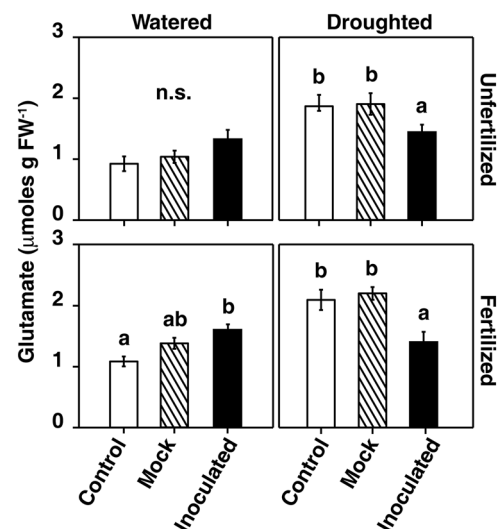 Watered
Droughted
Glutamate (μmoles g FW⁻¹)
3
2
1
0
n.s.
b
b
a
Unfertilized
3
2
1
0
a
ab
b
b
b
a
Fertilized
Control
Mock
Inoculated
Control
Mock
Inoculated